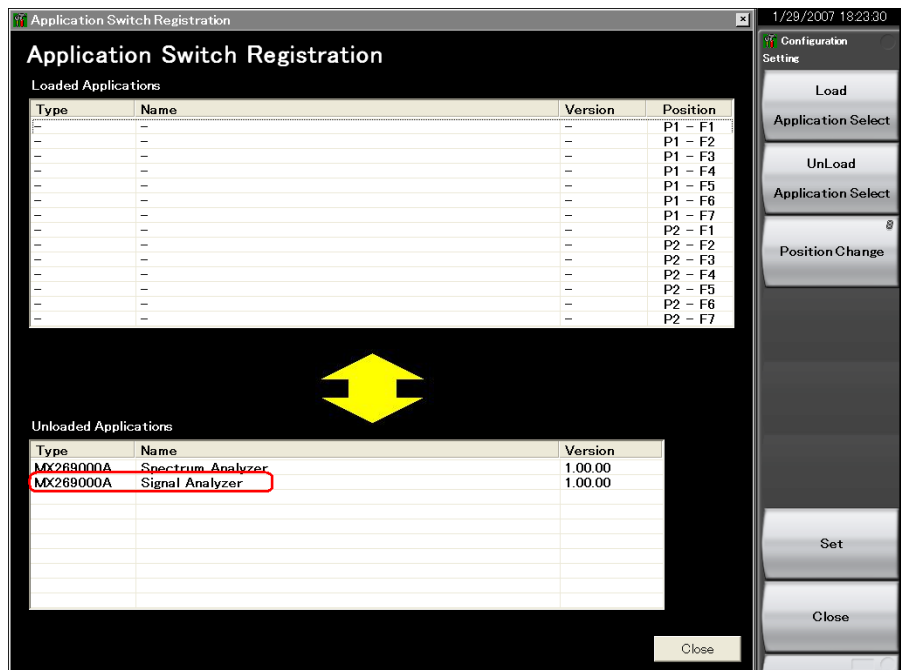 Application Switch Registration
1/29/2007 18:23:30
Application Switch Registration
Configuration
Setting
Loaded Applications
Type Name Version Position
– – – P1 – F1
– – – P1 – F2
– – – P1 – F3
– – – P1 – F4
– – – P1 – F5
– – – P1 – F6
– – – P1 – F7
– – – P2 – F1
– – – P2 – F2
– – – P2 – F3
– – – P2 – F4
– – – P2 – F5
– – – P2 – F6
– – – P2 – F7
Load
Application Select
UnLoad
Application Select
Position Change
Unloaded Applications
Type Name Version
MX269000A Spectrum Analyzer 1.00.00
MX269000A Signal Analyzer 1.00.00
Set
Close
Close